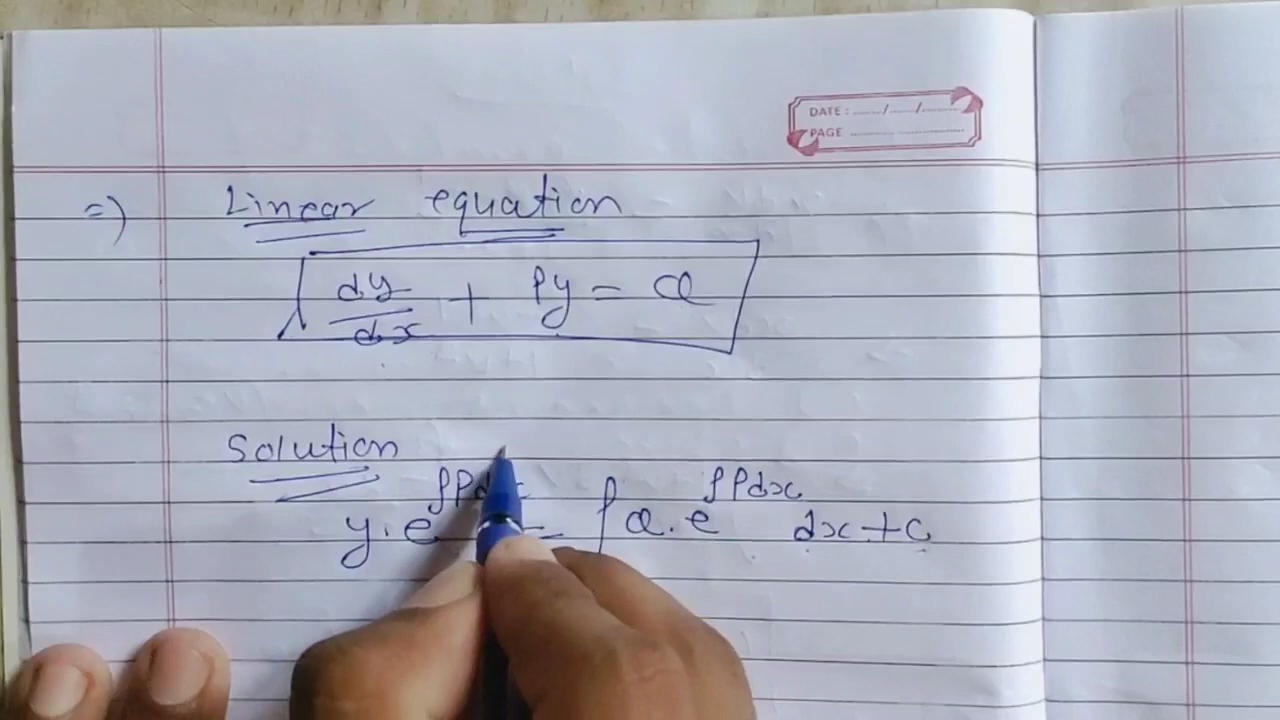 DATE : ....../....../.........
PAGE ........................
=) Linear equation
dy/dx + Py = Q
Solution
y. e^∫Pdx = ∫Q. e^∫Pdx dx + c